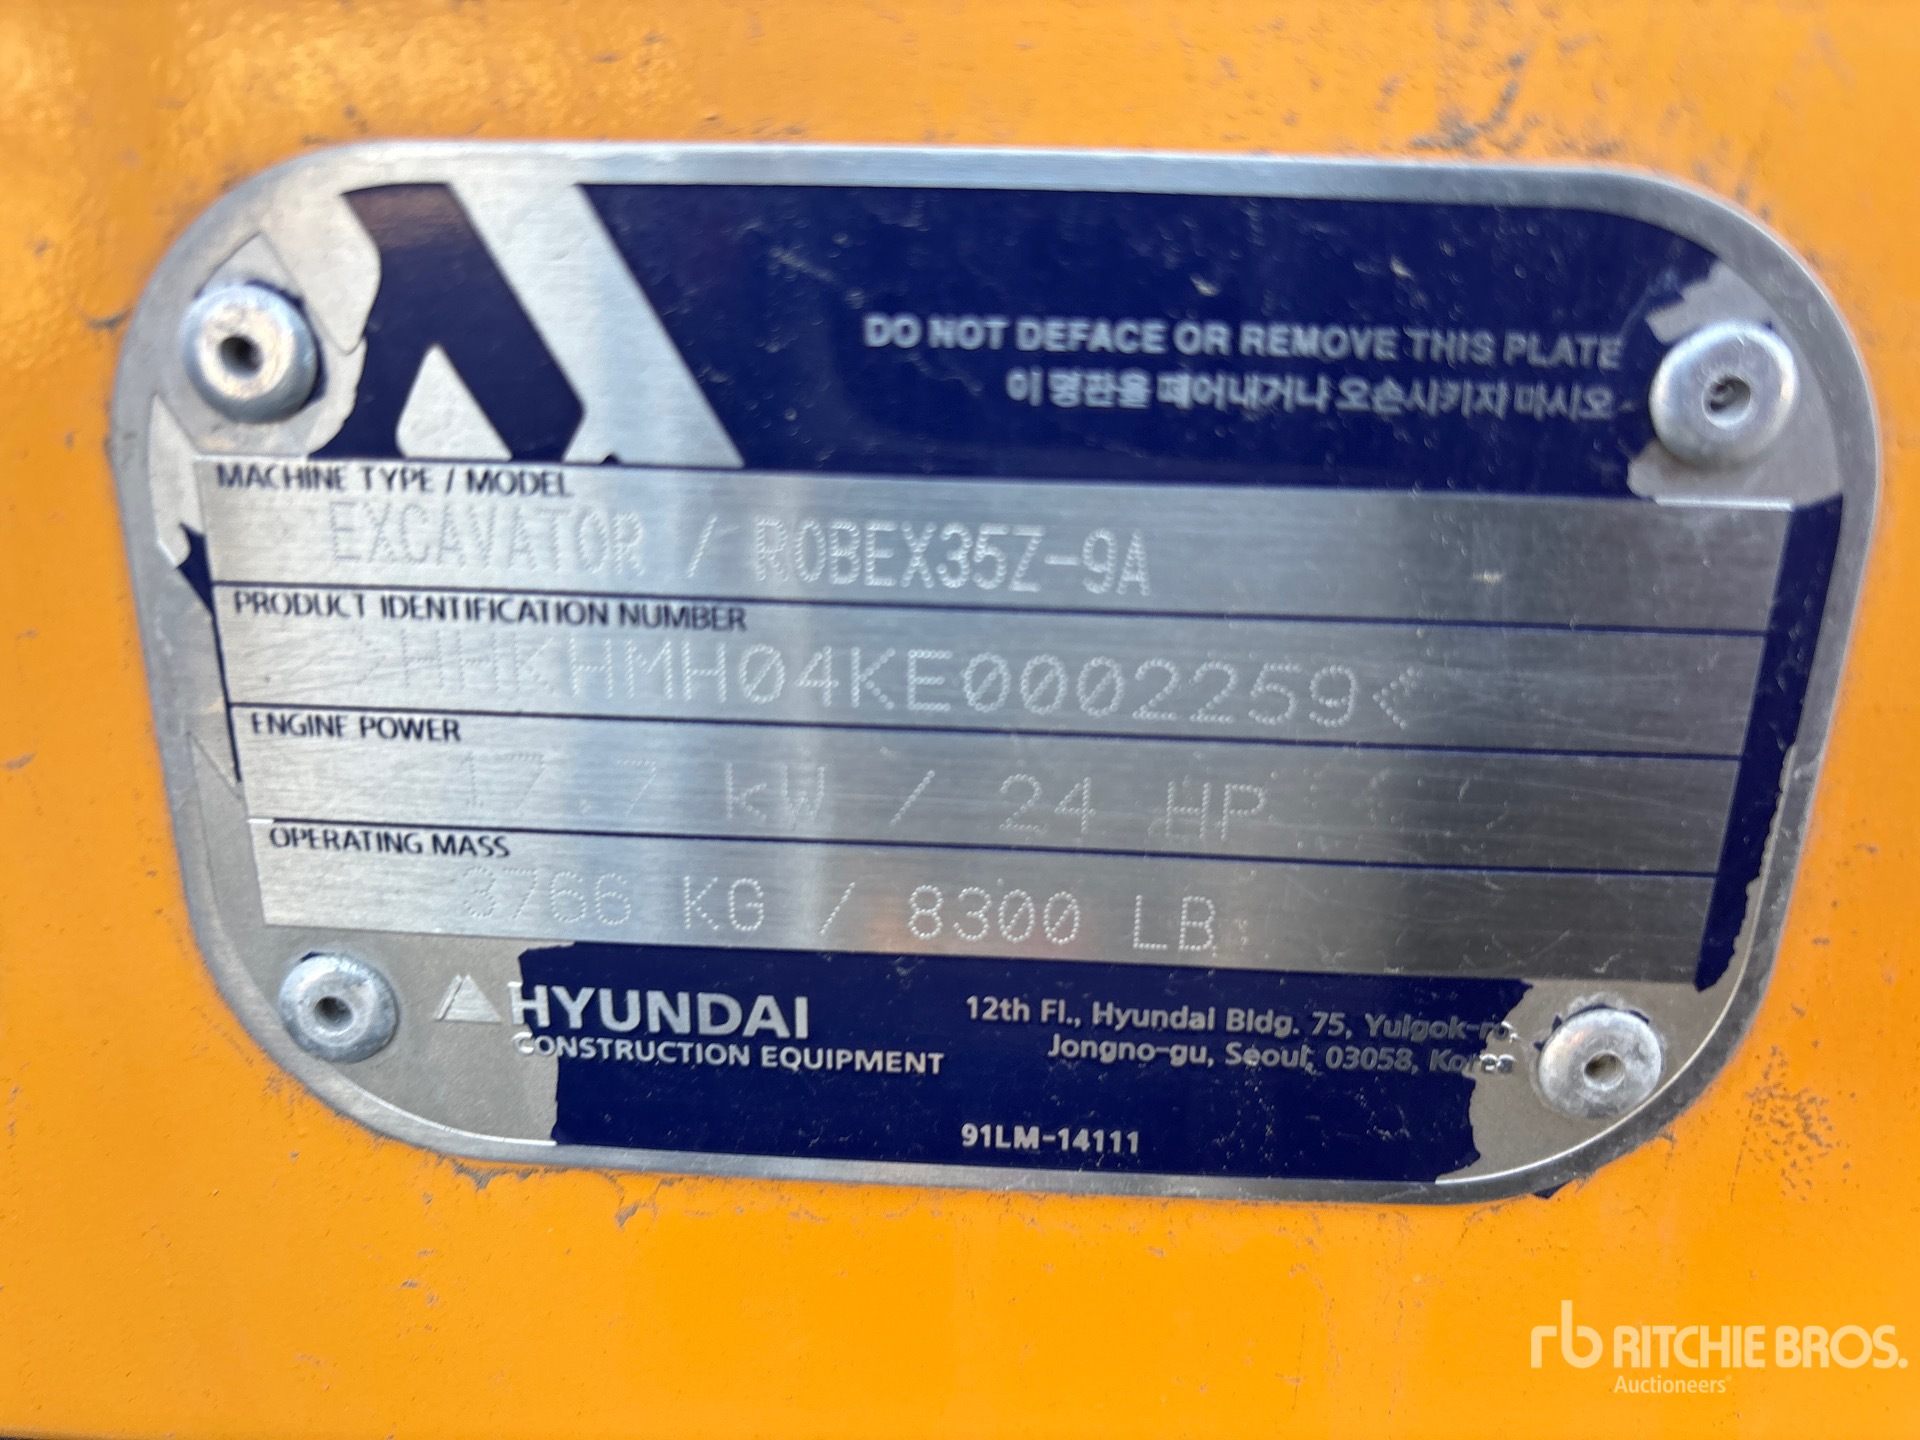 DO NOT DEFACE OR REMOVE THIS PLATE
이 명판을 떼어내거나 오손시키지 마시오
MACHINE TYPE / MODEL
EXCAVATOR / ROBEX35Z-9A
PRODUCT IDENTIFICATION NUMBER
>HHKHMH04KE0002259<
ENGINE POWER
17.7 kW / 24 HP
OPERATING MASS
3766 KG / 8300 LB
HYUNDAI
CONSTRUCTION EQUIPMENT
12th Fl., Hyundai Bldg. 75, Yulgok-ro,
Jongno-gu, Seoul, 03058, Korea
91LM-14111
rb RITCHIE BROS.
Auctioneers